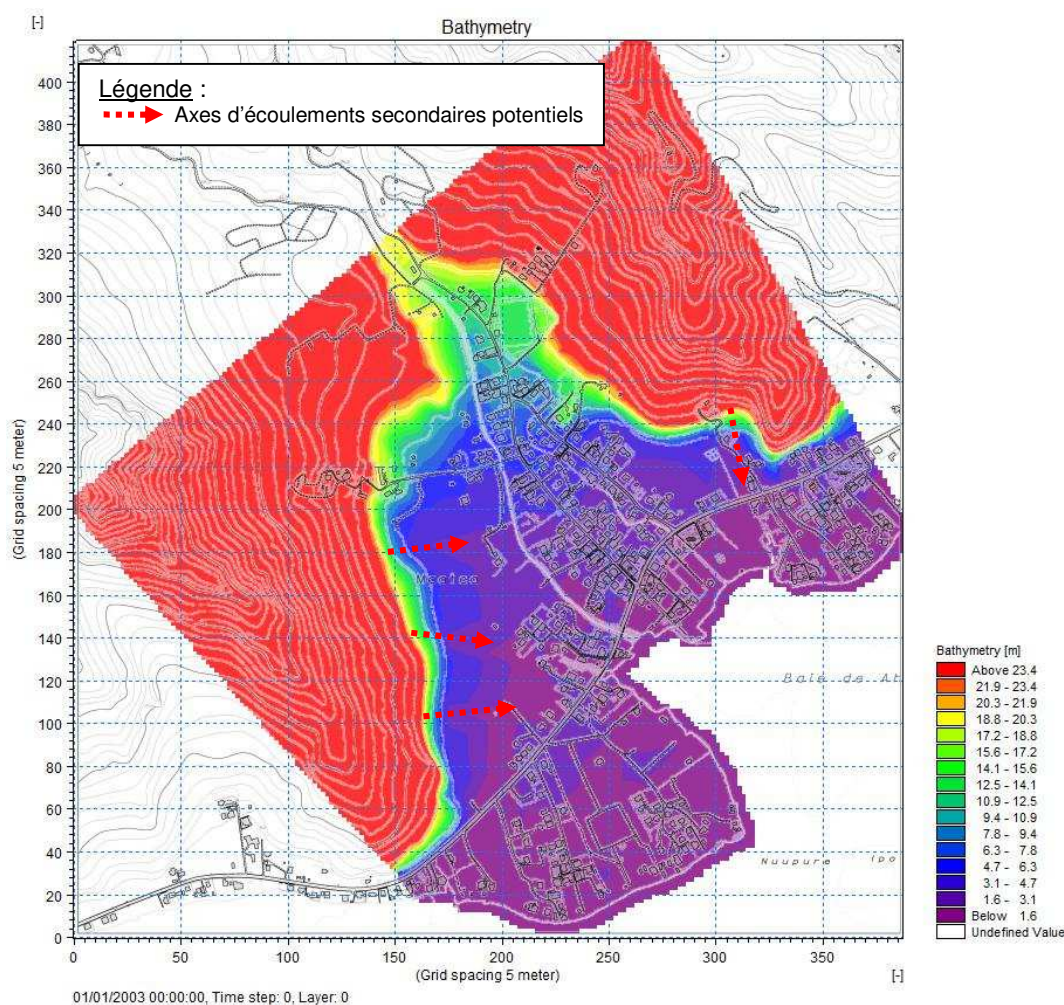 [-]
Bathymetry
Légende :
Axes d'écoulements secondaires potentiels
400
380
360
340
320
300
280
260
240
220
200
180
160
140
120
100
80
60
40
20
0
(Grid spacing 5 meter)
Baie de
Nuupure
Bathymetry [m]
Above 23.4
21.9 - 23.4
20.3 - 21.9
18.8 - 20.3
17.2 - 18.8
15.6 - 17.2
14.1 - 15.6
12.5 - 14.1
10.9 - 12.5
9.4 - 10.9
7.8 - 9.4
6.3 - 7.8
4.7 - 6.3
3.1 - 4.7
1.6 - 3.1
Below 1.6
Undefined Value
0 50 100 150 200 250 300 350
(Grid spacing 5 meter) [-]
01/01/2003 00:00:00, Time step: 0, Layer: 0